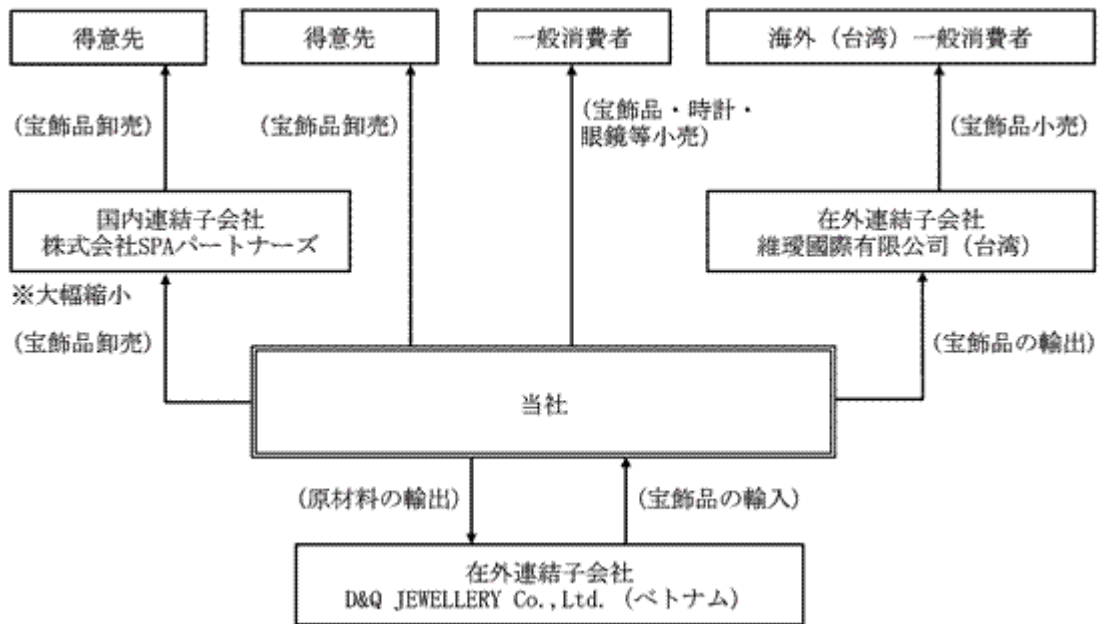 得意先
得意先
一般消費者
海外（台湾）一般消費者
(宝飾品卸売)
(宝飾品卸売)
(宝飾品・時計・
眼鏡等小売)
(宝飾品小売)
国内連結子会社
株式会社SPAパートナーズ
在外連結子会社
維璦國際有限公司（台湾）
※大幅縮小
(宝飾品卸売)
(宝飾品の輸出)
当社
(原材料の輸出)
(宝飾品の輸入)
在外連結子会社
D&Q JEWELLERY Co.,Ltd.（ベトナム）